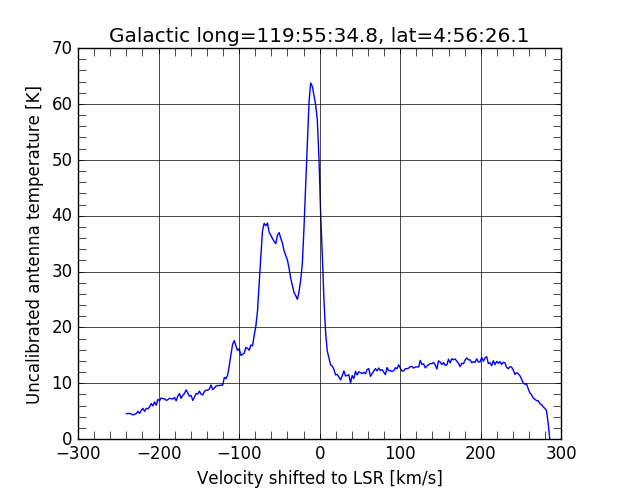 Galactic long=119:55:34.8, lat=4:56:26.1
Uncalibrated antenna temperature [K]
70
60
50
40
30
20
10
0
−300 −200 −100 0 100 200 300
Velocity shifted to LSR [km/s]